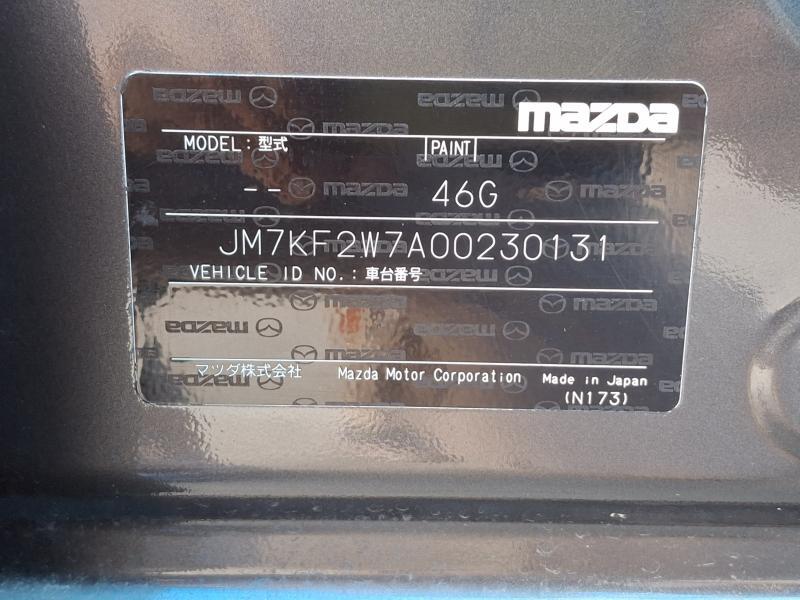 mazda
MODEL: 型式 PAINT
-- 46G
JM7KF2W7A00230131
VEHICLE ID NO.: 車台番号
マツダ株式会社 Mazda Motor Corporation Made in Japan
(N173)